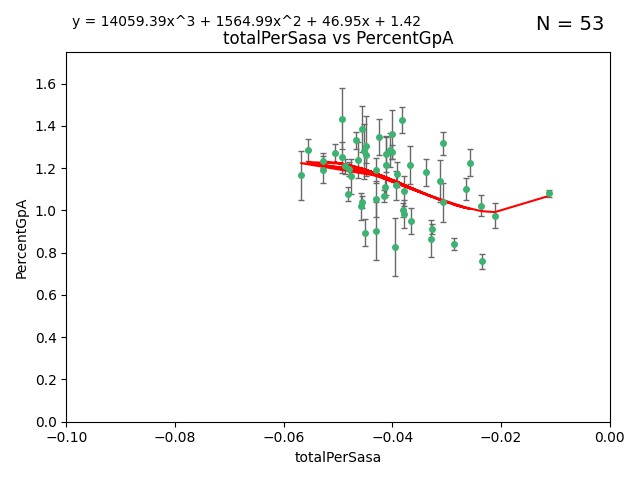 y = 14059.39x^3 + 1564.99x^2 + 46.95x + 1.42
N = 53
totalPerSasa vs PercentGpA
PercentGpA
1.6
1.4
1.2
1.0
0.8
0.6
0.4
0.2
0.0
−0.10 −0.08 −0.06 −0.04 −0.02 0.00
totalPerSasa